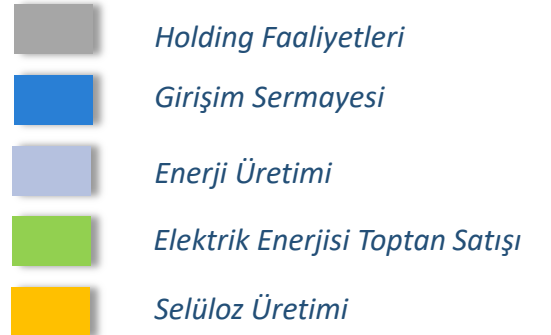 Holding Faaliyetleri
Girişim Sermayesi
Enerji Üretimi
Elektrik Enerjisi Toptan Satışı
Selüloz Üretimi